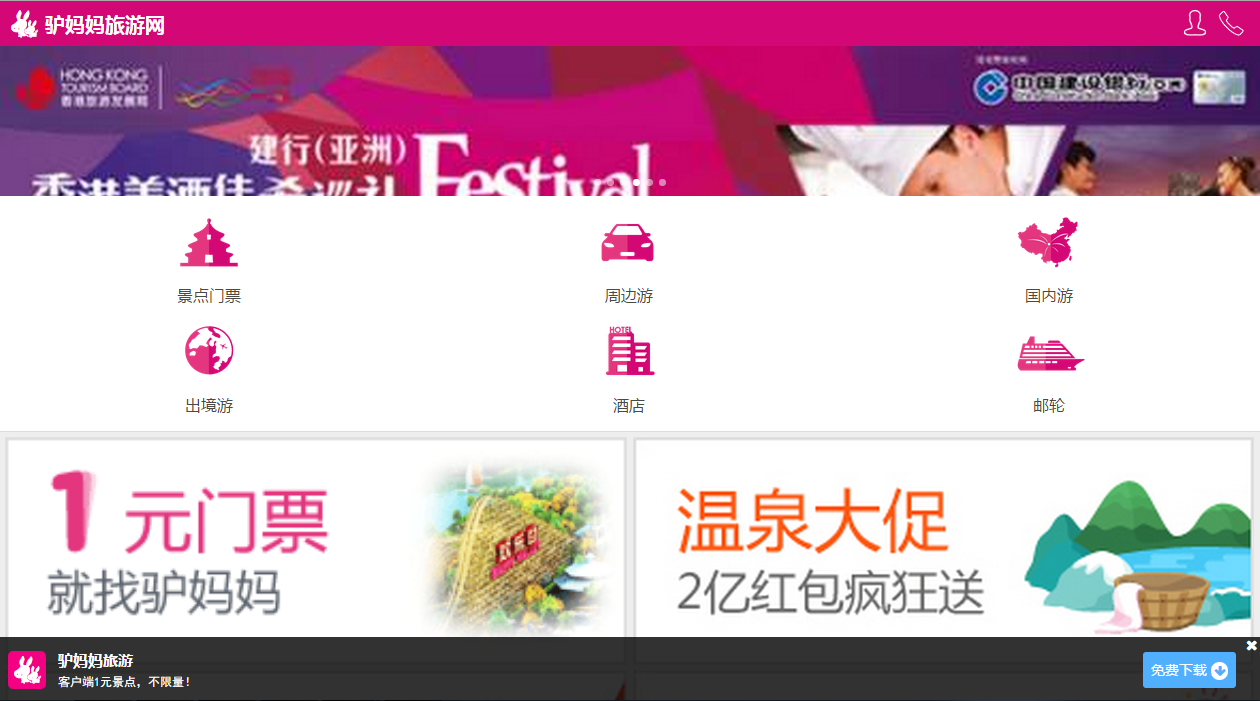 驴妈妈旅游网
HONG KONG
TOURISM BOARD
香港旅游发展局
中国建设银行
建行(亚洲)
香港美酒佳肴巡礼
Festival
景点门票
周边游
国内游
HOTEL
出境游
酒店
邮轮
1元门票
就找驴妈妈
温泉大促
2亿红包疯狂送
驴妈妈旅游
客户端1元景点，不限量！
免费下载